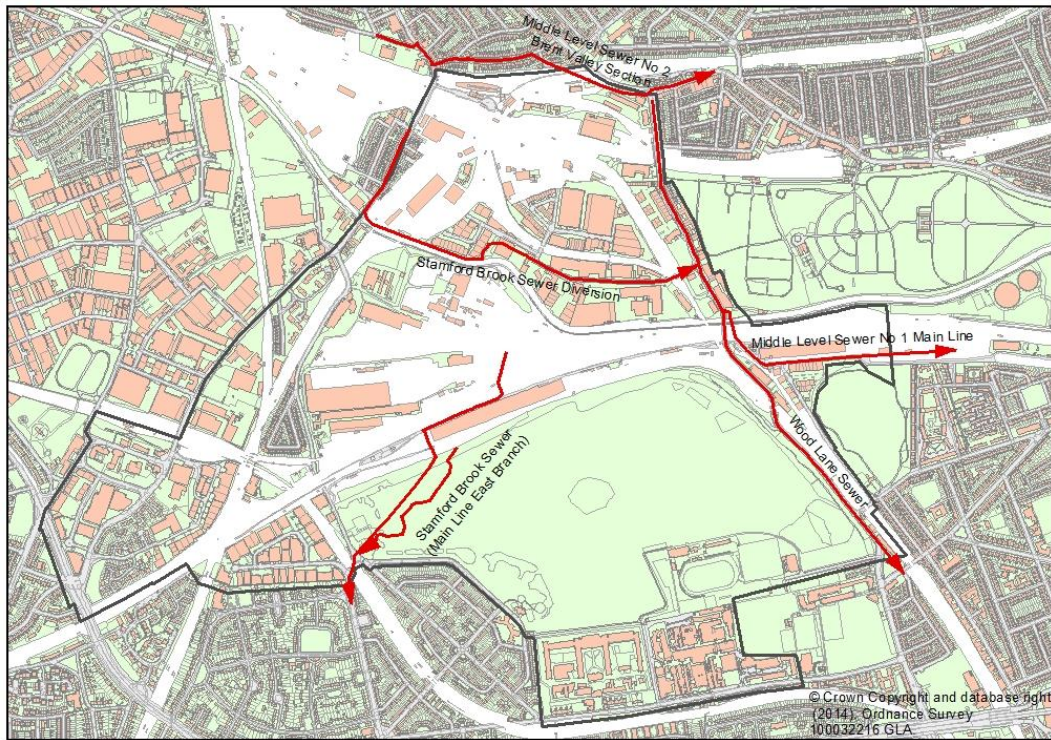 Middle Level Sewer No 2
Brent Valley Section
Stamford Brook Sewer Diversion
Middle Level Sewer No 1 Main Line
Wood Lane Sewer
Stamford Brook Sewer
(Main Line East Branch)
© Crown Copyright and database right
(2014). Ordnance Survey
100032216 GLA